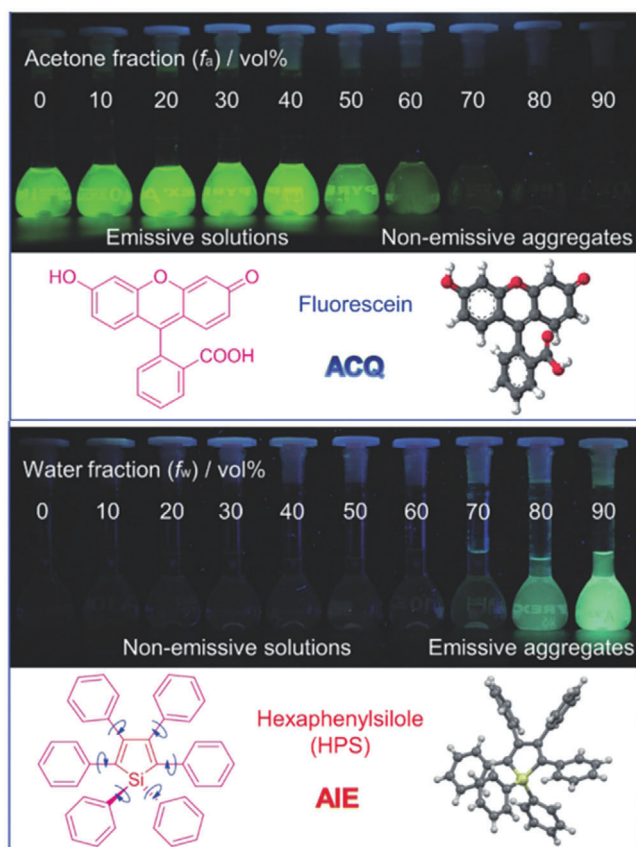 Acetone fraction (fa) / vol%
0 10 20 30 40 50 60 70 80 90
Emissive solutions Non-emissive aggregates
HO O O
COOH
Fluorescein
ACQ
Water fraction (fw) / vol%
0 10 20 30 40 50 60 70 80 90
Non-emissive solutions Emissive aggregates
Si
Hexaphenylsilole
(HPS)
AIE